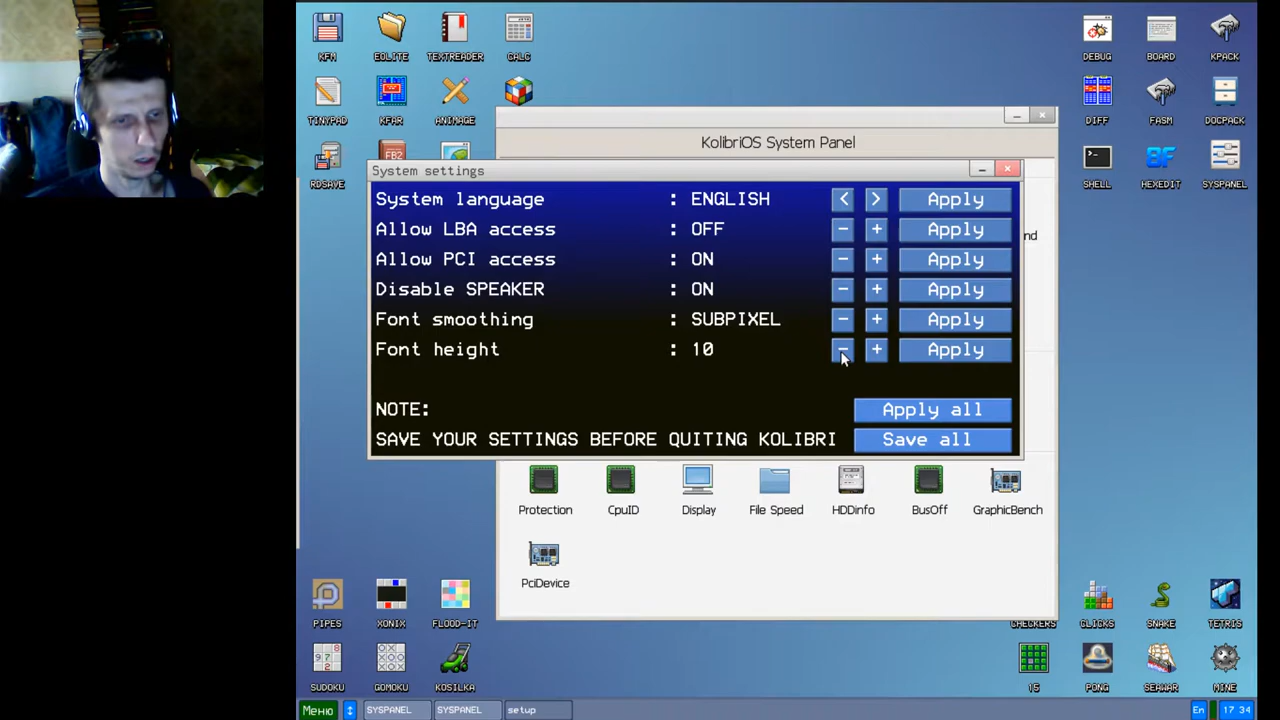 KFM
EOLITE
TEXTREADER
CALC
DEBUG
BOARD
KPACK
TINYPAD
KFAR
ANIMAGE
DIFF
FASM
DOCPACK
KolibriOS System Panel
FB2
RDSAVE
SHELL
HEXEDIT
SYSPANEL
System settings
System language : ENGLISH < > Apply
Allow LBA access : OFF - + Apply
Allow PCI access : ON - + Apply
Disable SPEAKER : ON - + Apply
Font smoothing : SUBPIXEL - + Apply
Font height : 10 - + Apply
NOTE: Apply all
SAVE YOUR SETTINGS BEFORE QUITING KOLIBRI Save all
nd
Protection
CpuID
Display
File Speed
HDDinfo
BusOff
GraphicBench
PciDevice
PIPES
XONIX
FLOOD-IT
CHECKERS
CLICKS
SNAKE
TETRIS
SUDOKU
GOMOKU
KOSILKA
15
PONG
SEAWAR
MINE
Меню
SYSPANEL
SYSPANEL
setup
En
17 34